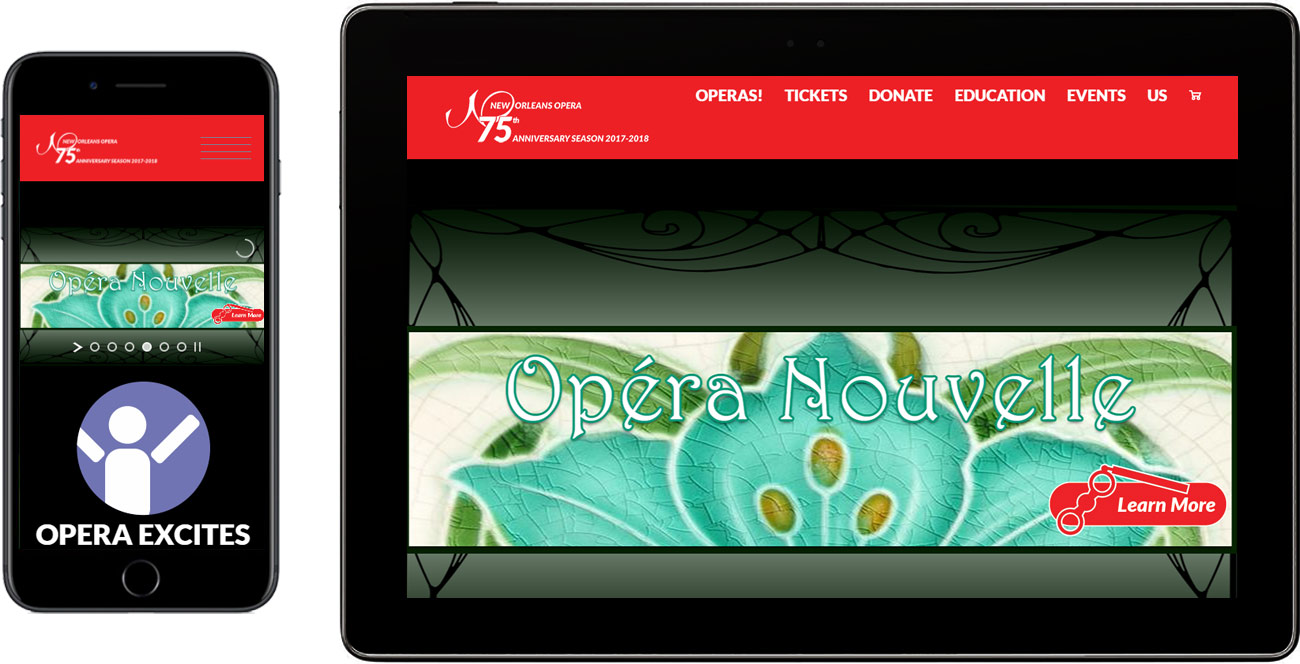 NEW ORLEANS OPERA
75th
ANNIVERSARY SEASON 2017-2018
Opéra Nouvelle
Learn More
OPERA EXCITES
NEW ORLEANS OPERA
75th
ANNIVERSARY SEASON 2017-2018
OPERAS! TICKETS DONATE EDUCATION EVENTS US
Opéra Nouvelle
Learn More